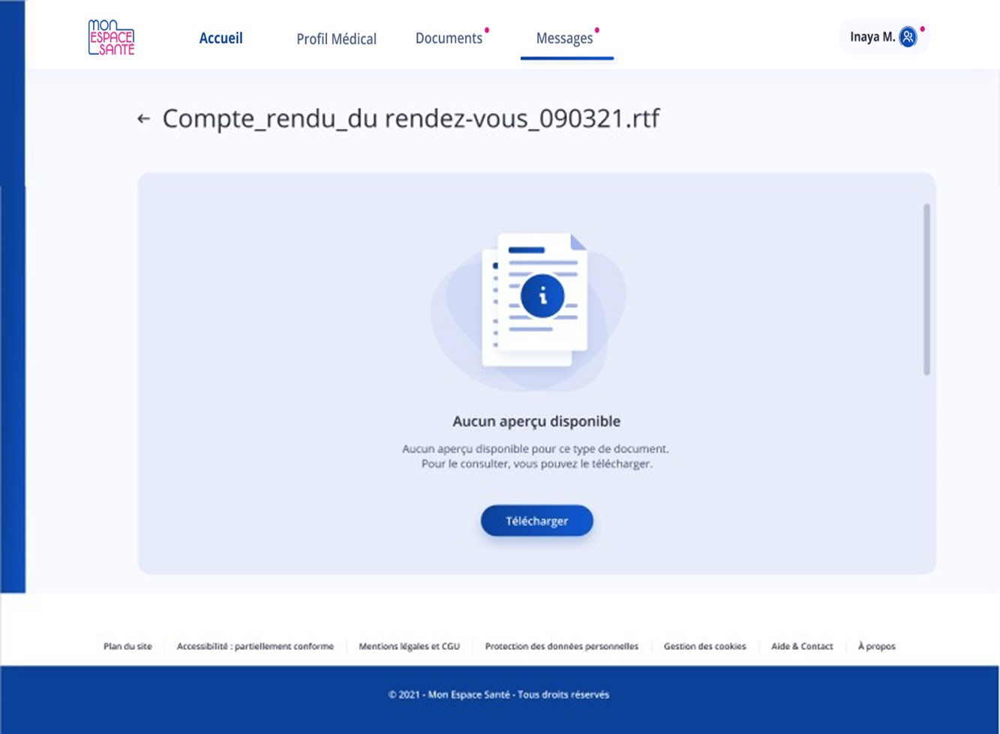 mon
ESPACE
SANTÉ
Accueil
Profil Médical
Documents
Messages
Inaya M.
Compte_rendu_du rendez-vous_090321.rtf
i
Aucun aperçu disponible
Aucun aperçu disponible pour ce type de document.
Pour le consulter, vous pouvez le télécharger.
Télécharger
Plan du site
Accessibilité : partiellement conforme
Mentions légales et CGU
Protection des données personnelles
Gestion des cookies
Aide & Contact
À propos
© 2021 - Mon Espace Santé - Tous droits réservés